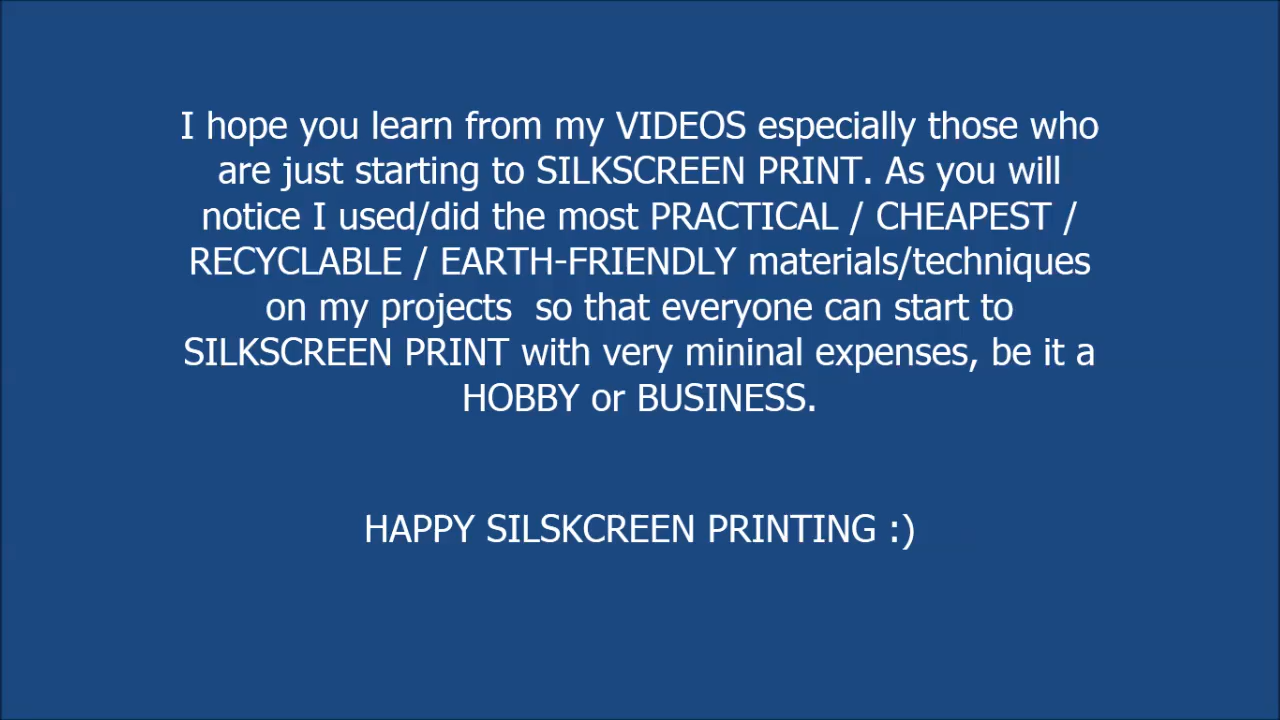 I hope you learn from my VIDEOS especially those who
are just starting to SILKSCREEN PRINT. As you will
notice I used/did the most PRACTICAL / CHEAPEST /
RECYCLABLE / EARTH-FRIENDLY materials/techniques
on my projects  so that everyone can start to
SILKSCREEN PRINT with very mininal expenses, be it a
HOBBY or BUSINESS.
HAPPY SILSKCREEN PRINTING :)